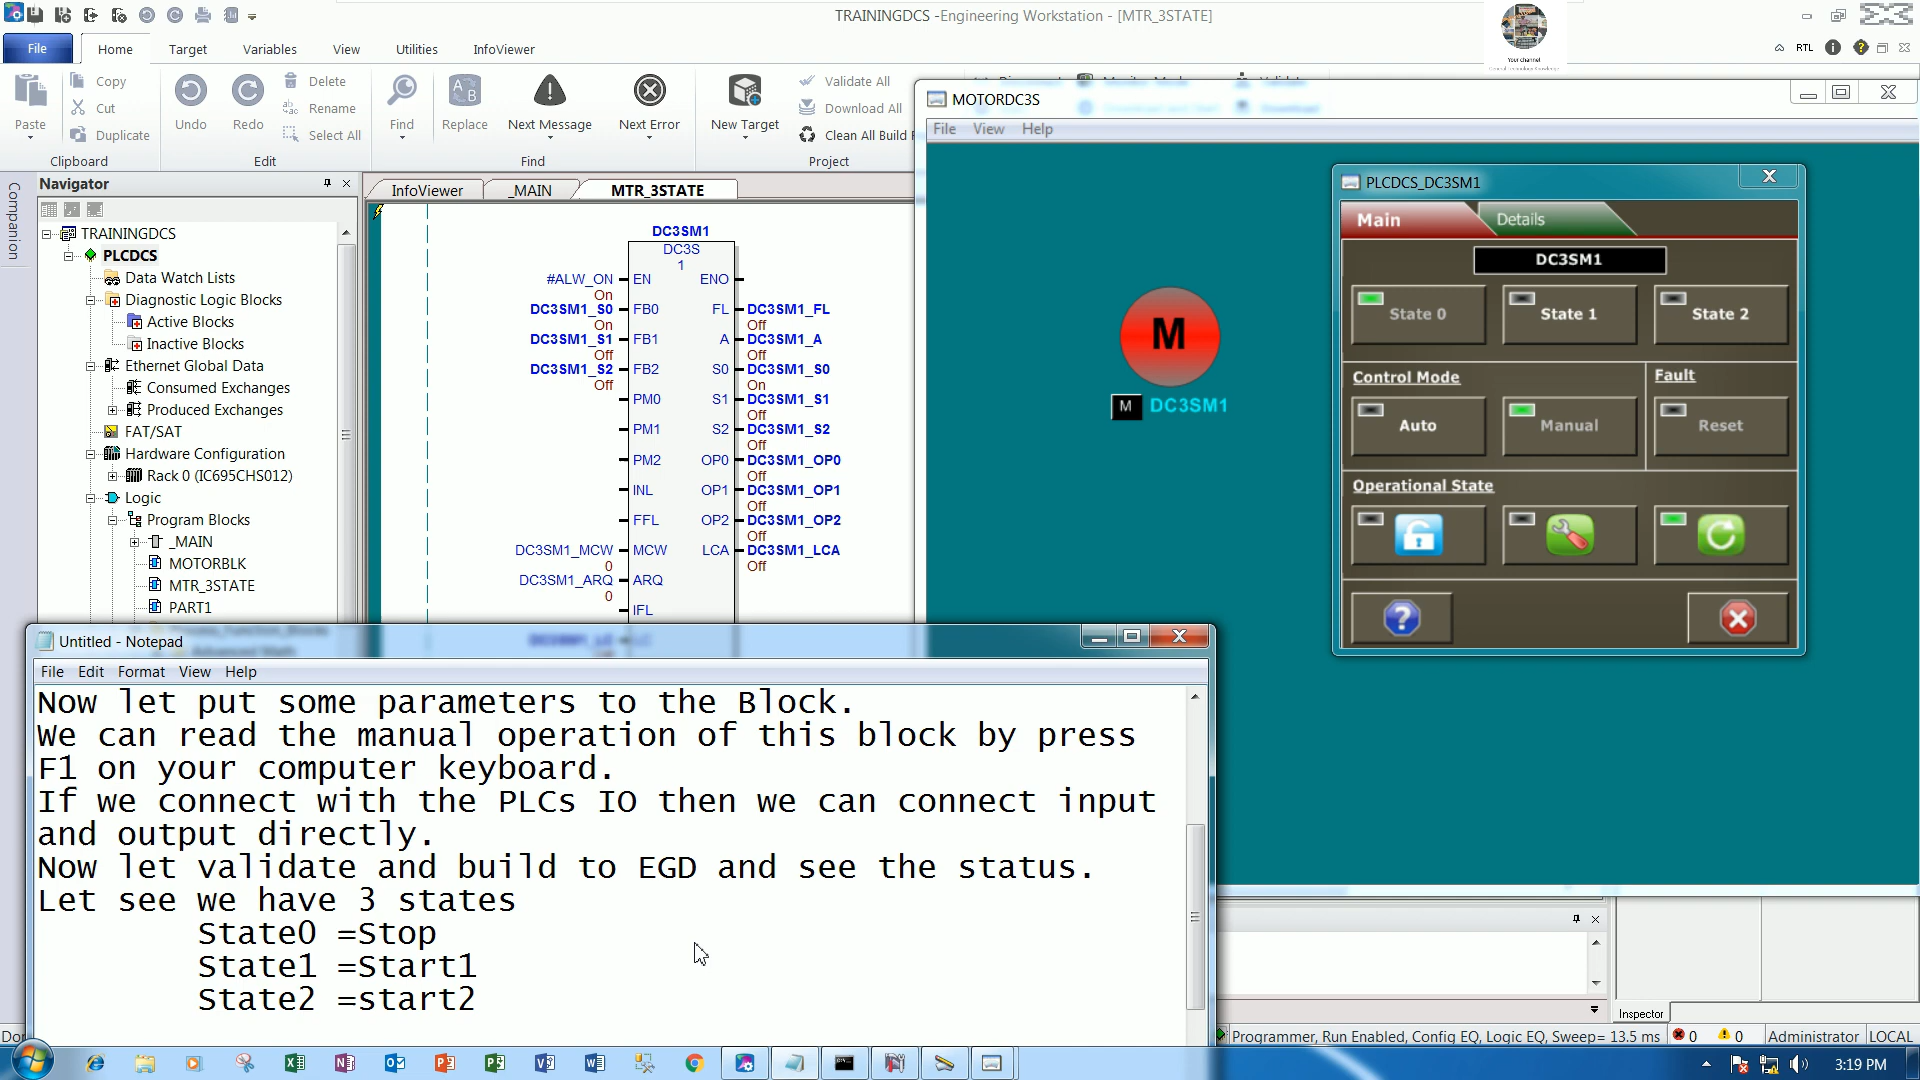 TRAININGDCS -Engineering Workstation - [MTR_3STATE]
Your channel
File Home Target Variables View Utilities InfoViewer
RTL
Paste Copy Cut Duplicate
Clipboard
Undo Redo Delete Rename Select All
Edit
Find Replace Next Message Next Error
Find
New Target Validate All Download All Clean All Build
Project
Companion
Navigator
TRAININGDCS
PLCDCS
Data Watch Lists
Diagnostic Logic Blocks
Active Blocks
Inactive Blocks
Ethernet Global Data
Consumed Exchanges
Produced Exchanges
FAT/SAT
Hardware Configuration
Rack 0 (IC695CHS012)
Logic
Program Blocks
_MAIN
MOTORBLK
MTR_3STATE
PART1
InfoViewer _MAIN MTR_3STATE
DC3SM1
DC3S
1
#ALW_ON EN ENO
On
DC3SM1_S0 FB0 FL DC3SM1_FL
On Off
DC3SM1_S1 FB1 A DC3SM1_A
Off Off
DC3SM1_S2 FB2 S0 DC3SM1_S0
Off On
PM0 S1 DC3SM1_S1
Off
PM1 S2 DC3SM1_S2
Off
PM2 OP0 DC3SM1_OP0
Off
INL OP1 DC3SM1_OP1
Off
FFL OP2 DC3SM1_OP2
Off
DC3SM1_MCW MCW LCA DC3SM1_LCA
0 Off
DC3SM1_ARQ ARQ
0
IFL
MOTORDC3S
File View Help
M
M DC3SM1
PLCDCS_DC3SM1
Main Details
DC3SM1
State 0 State 1 State 2
Control Mode Fault
Auto Manual Reset
Operational State
Untitled - Notepad
File Edit Format View Help
Now let put some parameters to the Block.
We can read the manual operation of this block by press
F1 on your computer keyboard.
If we connect with the PLCs IO then we can connect input
and output directly.
Now let validate and build to EGD and see the status.
Let see we have 3 states
State0 =Stop
State1 =Start1
State2 =start2
Inspector
Programmer, Run Enabled, Config EQ, Logic EQ, Sweep= 13.5 ms 0 0 Administrator LOCAL
3:19 PM